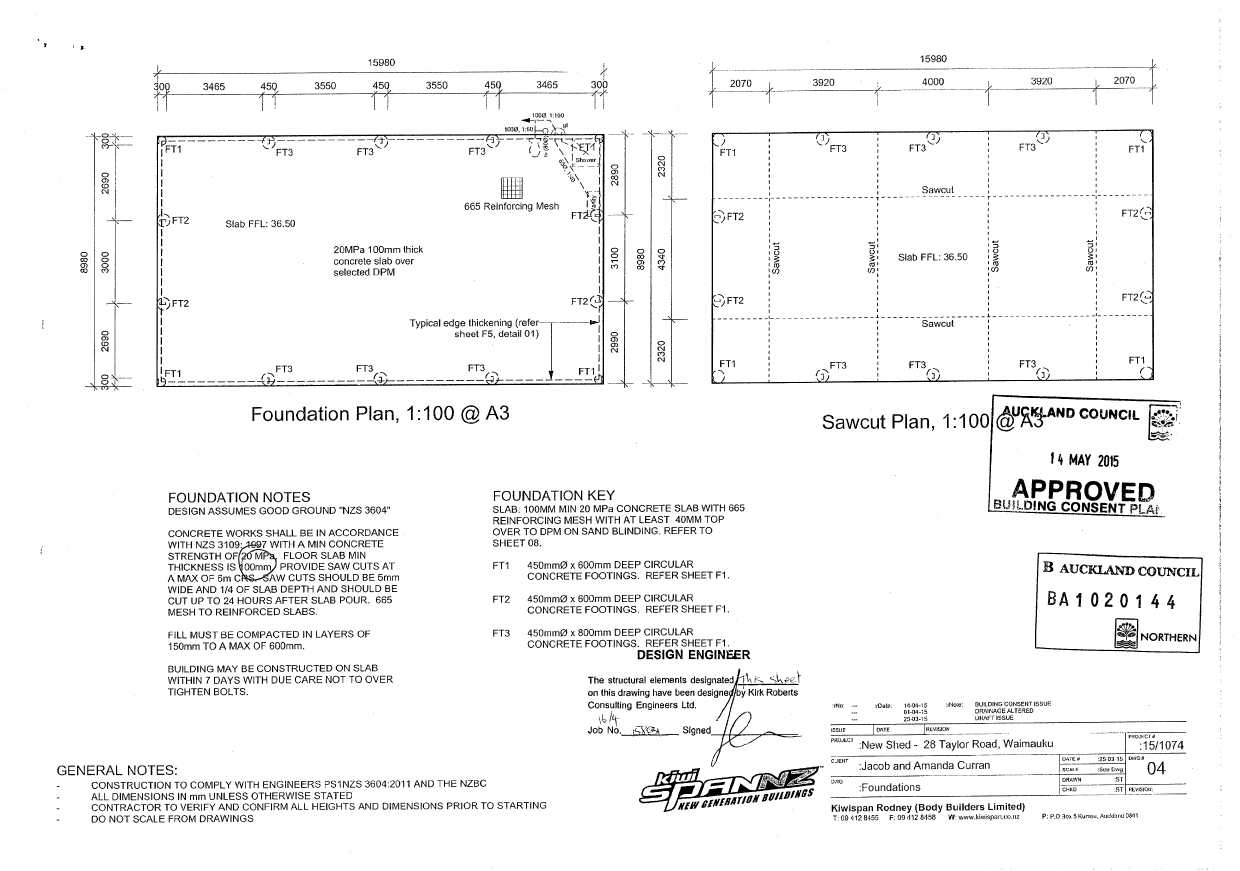 15980
300 3465 450 3550 450 3550 450 3465 300
100Ø, 1:100
100Ø, 1:60
FT1 FT3 FT3 FT3 FT1
Shower
Vanity
665 Reinforcing Mesh
FT2 FT2
Slab FFL: 36.50
20MPa 100mm thick
concrete slab over
selected DPM
FT2 FT2
Typical edge thickening (refer
sheet F5, detail 01)
FT1 FT3 FT3 FT3 FT1
8980
300 2690 3000 2690 300
2890 3100 2990
Foundation Plan, 1:100 @ A3
15980
2070 3920 4000 3920 2070
8980
2320 4340 2320
FT1 FT3 FT3 FT3 FT1
Sawcut
FT2 FT2
Sawcut Sawcut Sawcut Sawcut
Slab FFL: 36.50
FT2 FT2
Sawcut
FT1 FT3 FT3 FT3 FT1
Sawcut Plan, 1:100 @ A3
AUCKLAND COUNCIL
14 MAY 2015
APPROVED
BUILDING CONSENT PLAN
B AUCKLAND COUNCIL
BA1020144
NORTHERN
FOUNDATION NOTES
DESIGN ASSUMES GOOD GROUND "NZS 3604"
CONCRETE WORKS SHALL BE IN ACCORDANCE
WITH NZS 3109: 1997 WITH A MIN CONCRETE
STRENGTH OF 20 MPa, FLOOR SLAB MIN
THICKNESS IS 100mm, PROVIDE SAW CUTS AT
A MAX OF 6m CRS. SAW CUTS SHOULD BE 5mm
WIDE AND 1/4 OF SLAB DEPTH AND SHOULD BE
CUT UP TO 24 HOURS AFTER SLAB POUR. 665
MESH TO REINFORCED SLABS.
FILL MUST BE COMPACTED IN LAYERS OF
150mm TO A MAX OF 600mm.
BUILDING MAY BE CONSTRUCTED ON SLAB
WITHIN 7 DAYS WITH DUE CARE NOT TO OVER
TIGHTEN BOLTS.
FOUNDATION KEY
SLAB: 100MM MIN 20 MPa CONCRETE SLAB WITH 665
REINFORCING MESH WITH AT LEAST 40MM TOP
OVER TO DPM ON SAND BLINDING. REFER TO
SHEET 08.
FT1 450mmØ x 600mm DEEP CIRCULAR
CONCRETE FOOTINGS. REFER SHEET F1.
FT2 450mmØ x 600mm DEEP CIRCULAR
CONCRETE FOOTINGS. REFER SHEET F1.
FT3 450mmØ x 800mm DEEP CIRCULAR
CONCRETE FOOTINGS. REFER SHEET F1.
DESIGN ENGINEER
The structural elements designated This sheet
on this drawing have been designed by Kirk Roberts
Consulting Engineers Ltd.
16/4
Job No. Signed
Kiwi
SPANNZ
NEW GENERATION BUILDINGS
GENERAL NOTES:
- CONSTRUCTION TO COMPLY WITH ENGINEERS PS1NZS 3604:2011 AND THE NZBC
- ALL DIMENSIONS IN mm UNLESS OTHERWISE STATED
- CONTRACTOR TO VERIFY AND CONFIRM ALL HEIGHTS AND DIMENSIONS PRIOR TO STARTING
- DO NOT SCALE FROM DRAWINGS
:No: --- :Date: 14-04-15 :Note: BUILDING CONSENT ISSUE
--- 01-04-15 DRAINAGE ALTERED
--- 25-03-15 DRAFT ISSUE
ISSUE DATE REVISION
PROJECT :New Shed - 28 Taylor Road, Waimauku PROJECT # :15/1074
CLIENT :Jacob and Amanda Curran DATE # :25 03-15 DWG # 04
SCALE # :See Dwg
DWG :Foundations DRAWN :ST
CHKD :ST REVISION:
Kiwispan Rodney (Body Builders Limited)
T: 09 412 8455 F: 09 412 8458 W: www.kiwispan.co.nz P: P.O Box 5 Kumeu, Auckland 0841